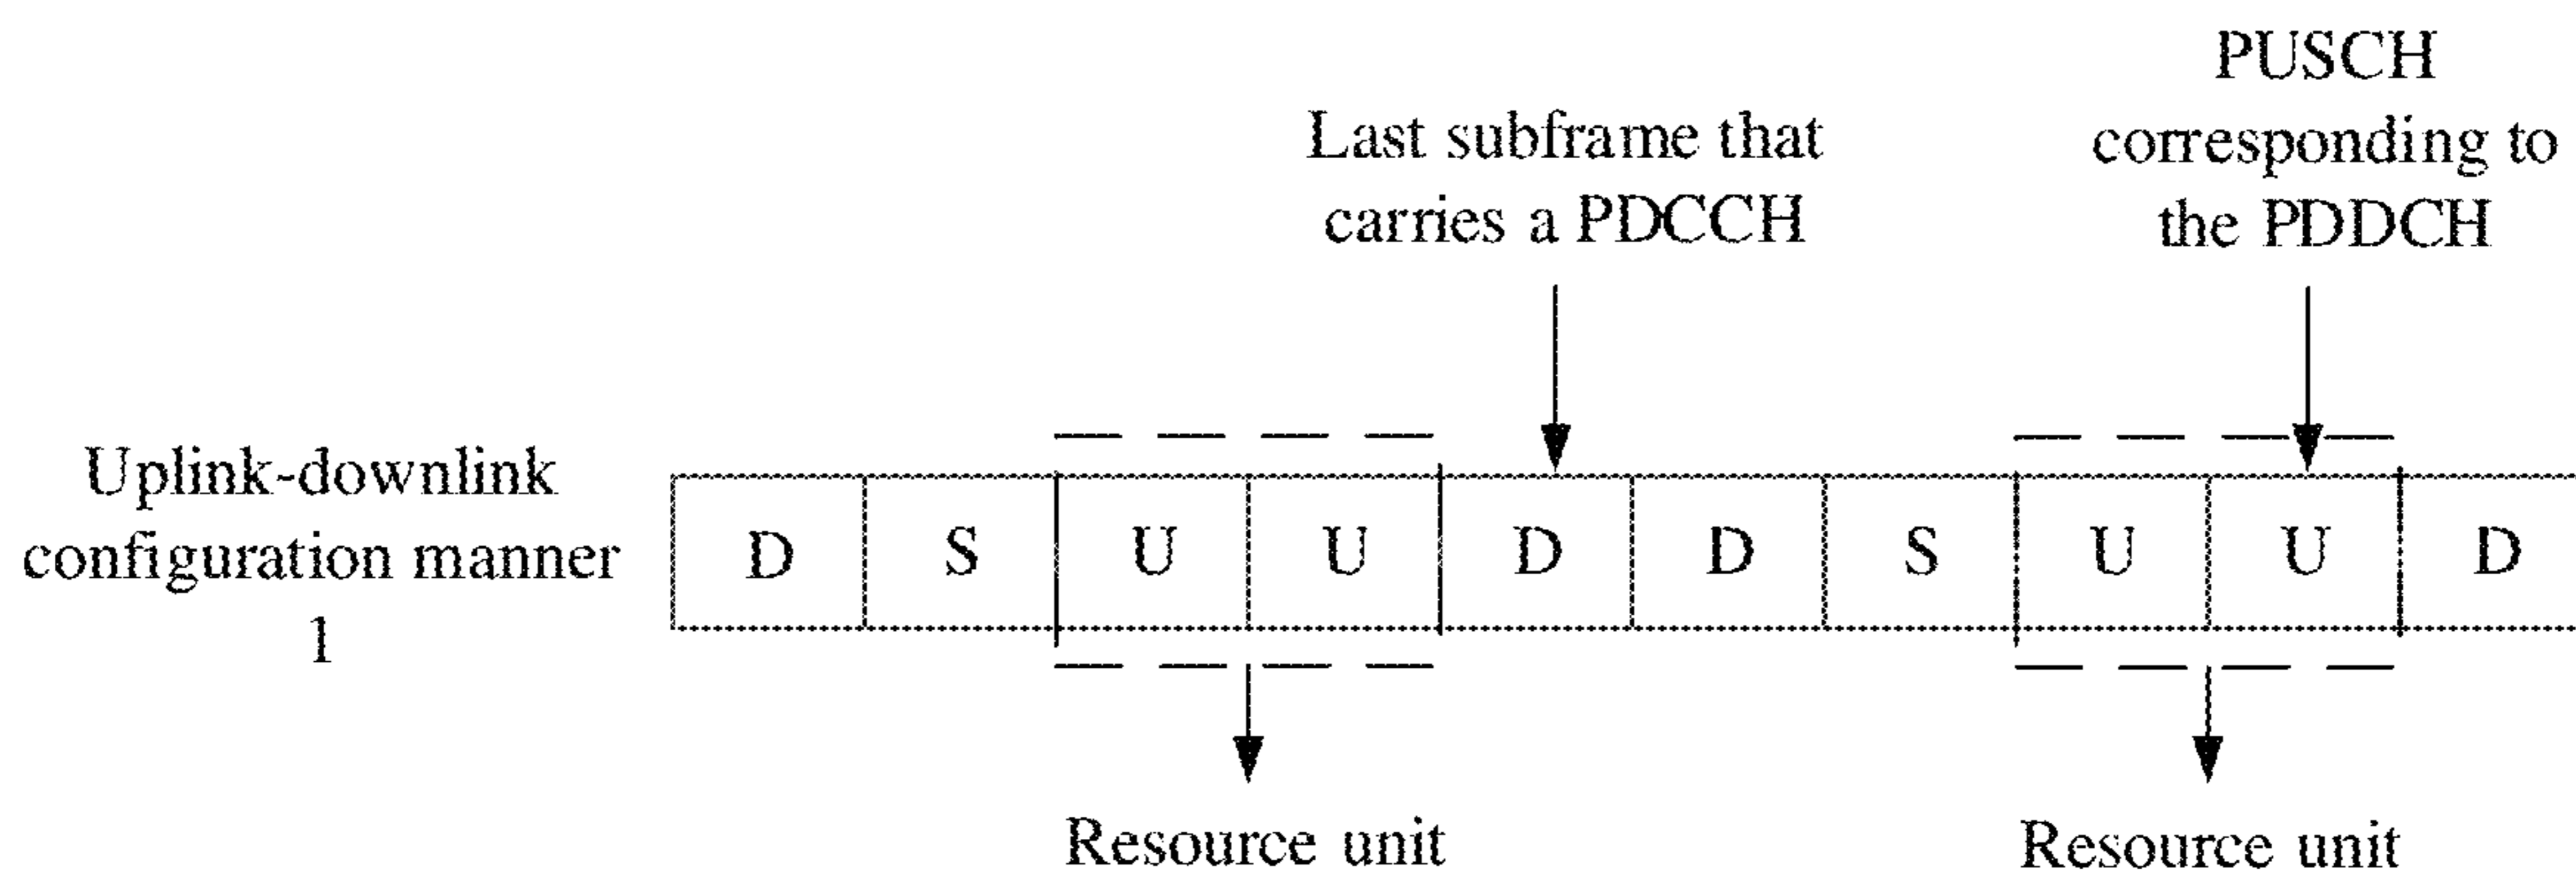 PUSCH
corresponding to
the PDDCH
Last subframe that
carries a PDCCH
Uplink-downlink
configuration manner
1
D S U U D D S U U D
Resource unit
Resource unit